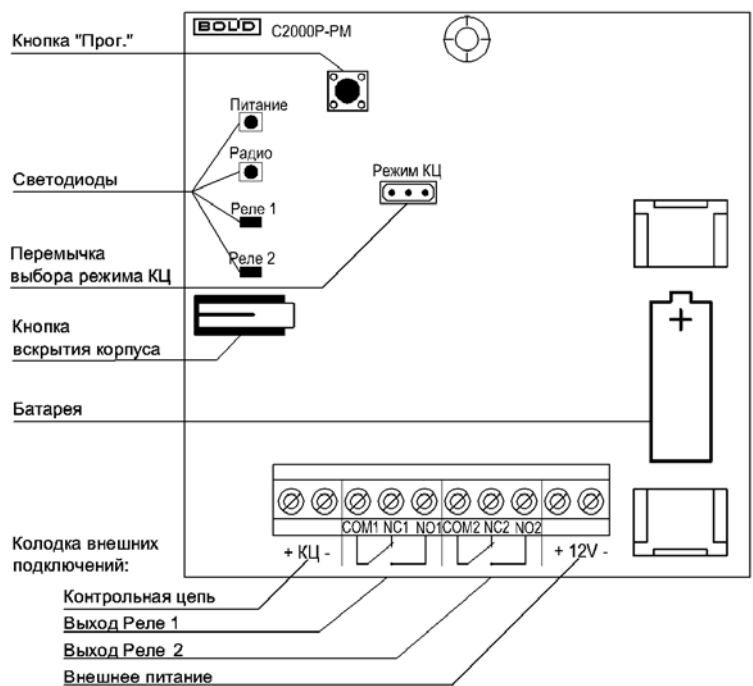 BOLID С2000Р-РМ
Кнопка "Прог."
Питание
Радио
Светодиоды
Режим КЦ
Реле 1
Перемычка
выбора режима КЦ
Реле 2
Кнопка
вскрытия корпуса
+
Батарея
COM1 NC1 NO1 COM2 NC2 NO2
+ КЦ -
+ 12V -
Колодка внешних
подключений:
Контрольная цепь
Выход Реле 1
Выход Реле 2
Внешнее питание